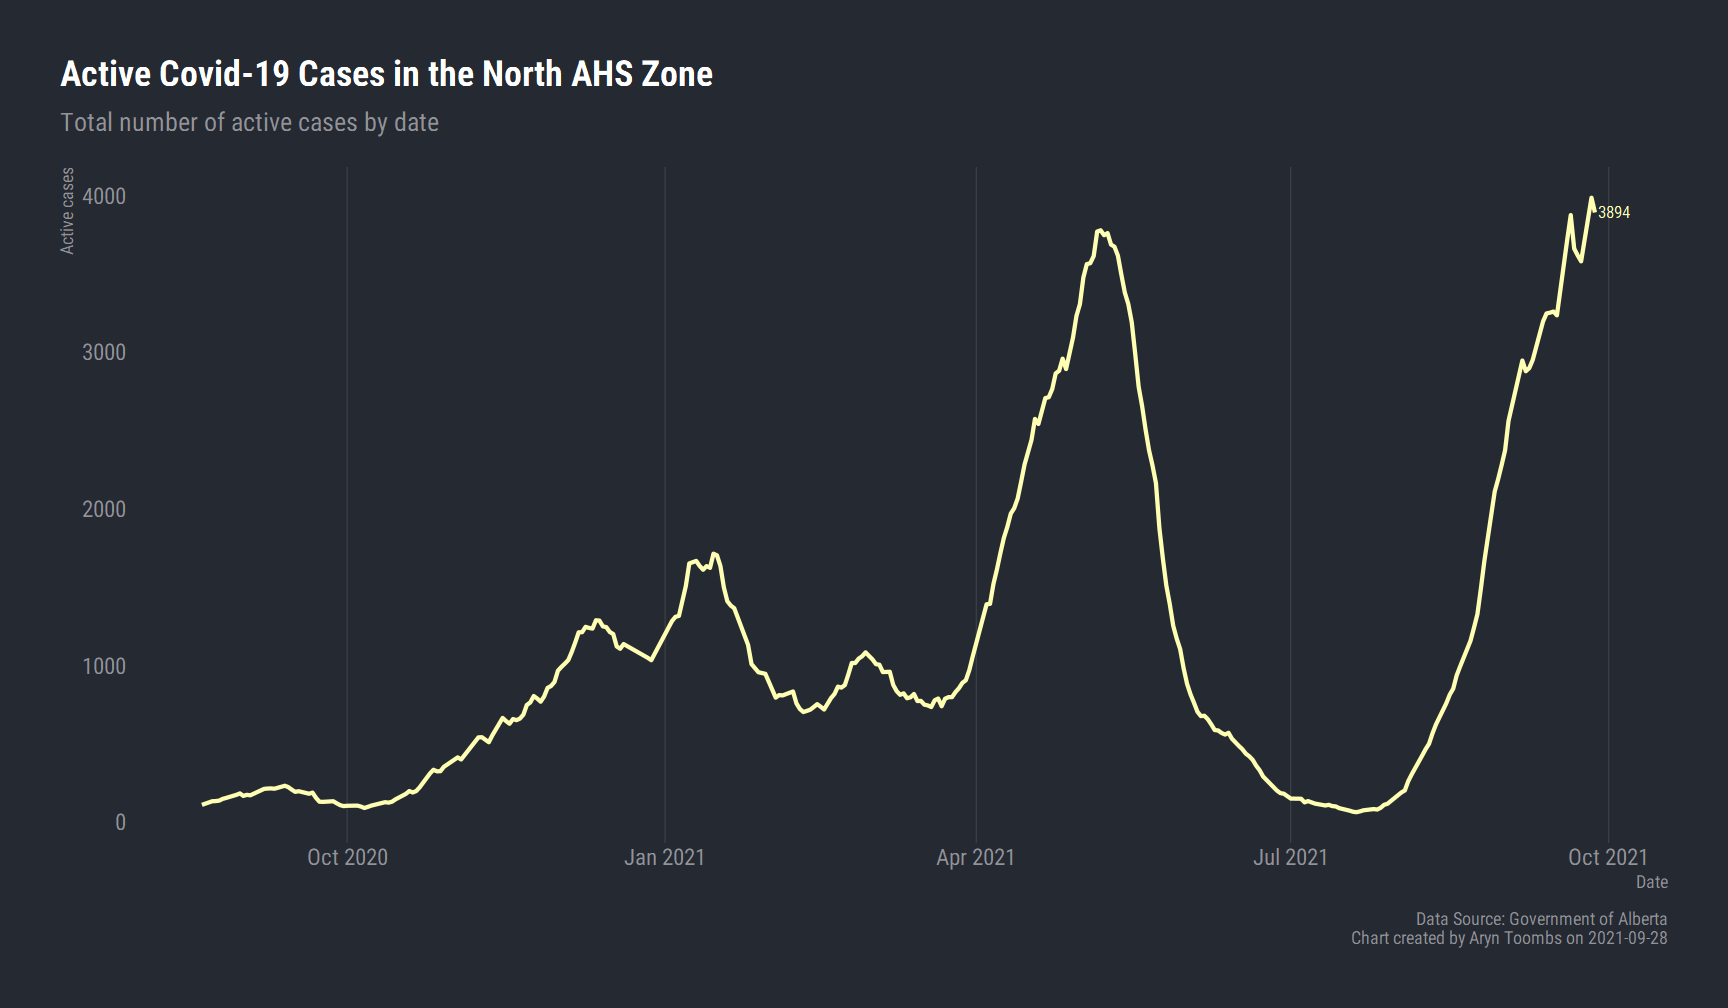 Active Covid-19 Cases in the North AHS Zone
Total number of active cases by date
Active cases
4000
3000
2000
1000
0
3894
Oct 2020
Jan 2021
Apr 2021
Jul 2021
Oct 2021
Date
Data Source: Government of Alberta
Chart created by Aryn Toombs on 2021-09-28